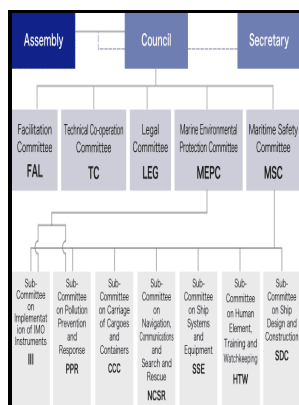 Assembly
Council
Secretary
Facilitation
Committee
FAL
Technical Co-operation
Committee
TC
Legal
Committee
LEG
Marine Environmental
Protection Committee
MEPC
Maritime Safety
Committee
MSC
Sub-
Committee
on
Implementat
ion of IMO
Instruments
III
Sub-
Committee
on Pollution
Prevention
and
Response
PPR
Sub-
Committee
on Carriage
of Cargoes
and
Containers
CCC
Sub-
Committee
on
Navigation,
Communications
and
Search and
Rescue
NCSR
Sub-
Committee
on Ship
Systems
and
Equipment
SSE
Sub-
Committee
on Human
Element,
Training and
Watchkeeping
HTW
Sub-
Committee
on Ship
Design and
Construction
SDC